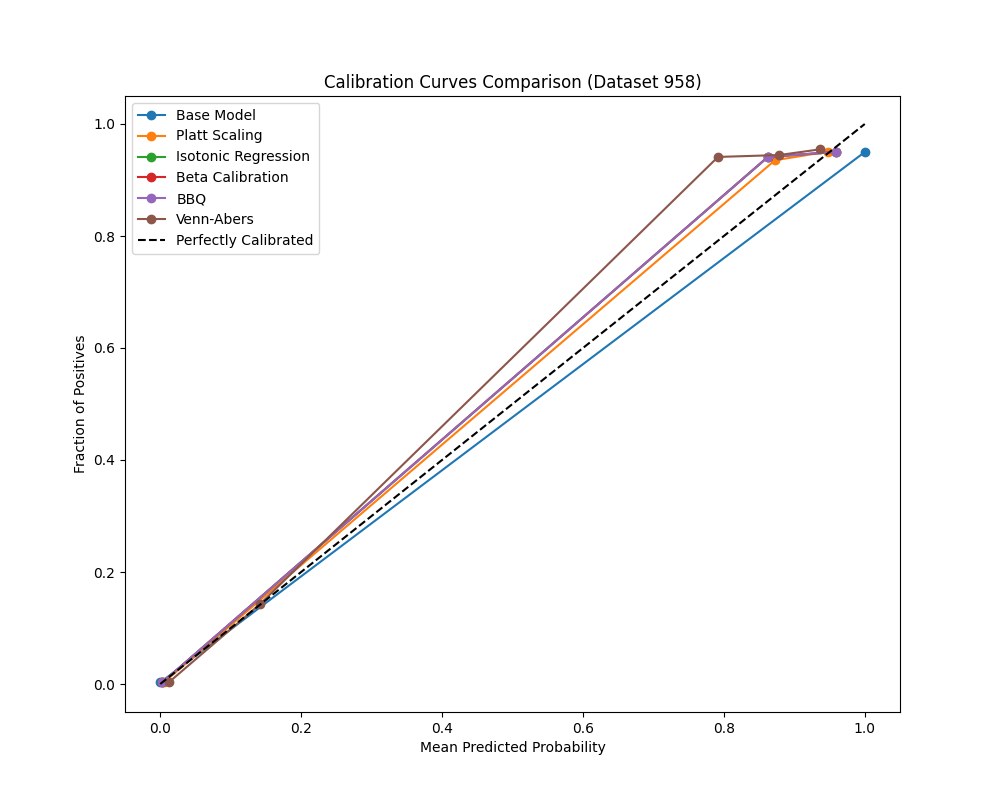 Calibration Curves Comparison (Dataset 958)
Base Model
Platt Scaling
Isotonic Regression
Beta Calibration
BBQ
Venn-Abers
Perfectly Calibrated
Fraction of Positives
1.0
0.8
0.6
0.4
0.2
0.0
0.0 0.2 0.4 0.6 0.8 1.0
Mean Predicted Probability